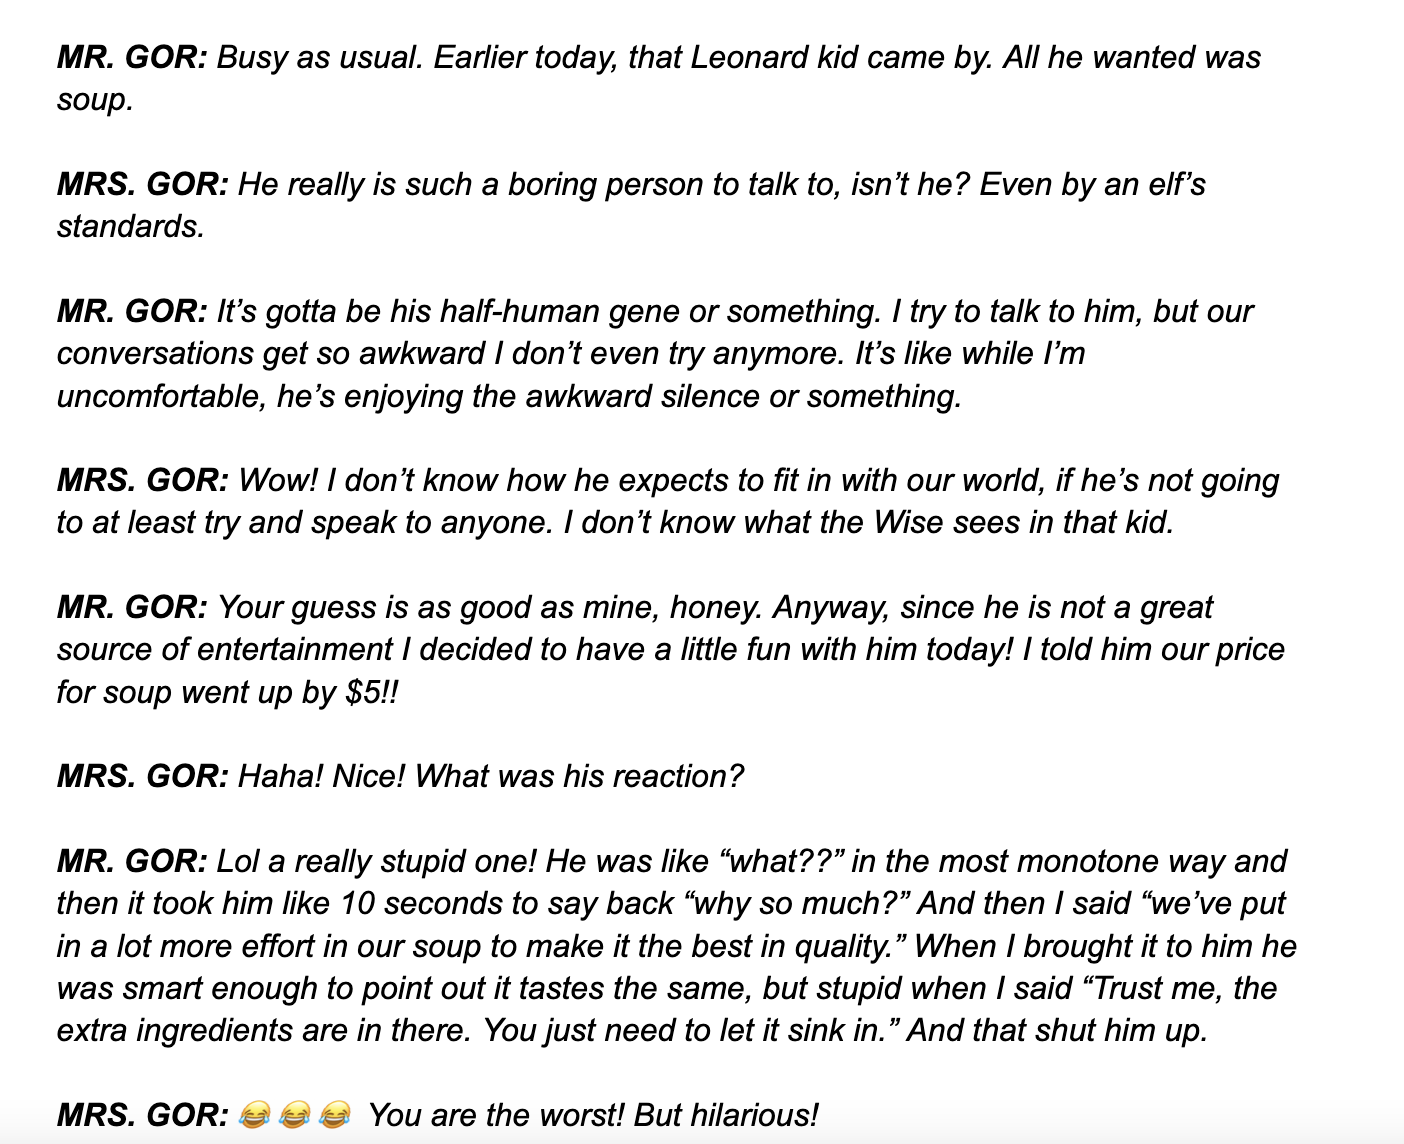 MR. GOR: Busy as usual. Earlier today, that Leonard kid came by. All he wanted was
soup.
MRS. GOR: He really is such a boring person to talk to, isn’t he? Even by an elf’s
standards.
MR. GOR: It’s gotta be his half-human gene or something. I try to talk to him, but our
conversations get so awkward I don’t even try anymore. It’s like while I’m
uncomfortable, he’s enjoying the awkward silence or something.
MRS. GOR: Wow! I don’t know how he expects to fit in with our world, if he’s not going
to at least try and speak to anyone. I don’t know what the Wise sees in that kid.
MR. GOR: Your guess is as good as mine, honey. Anyway, since he is not a great
source of entertainment I decided to have a little fun with him today! I told him our price
for soup went up by $5!!
MRS. GOR: Haha! Nice! What was his reaction?
MR. GOR: Lol a really stupid one! He was like “what??” in the most monotone way and
then it took him like 10 seconds to say back “why so much?” And then I said “we’ve put
in a lot more effort in our soup to make it the best in quality.” When I brought it to him he
was smart enough to point out it tastes the same, but stupid when I said “Trust me, the
extra ingredients are in there. You just need to let it sink in.” And that shut him up.
MRS. GOR: 😂 😂 😂 You are the worst! But hilarious!